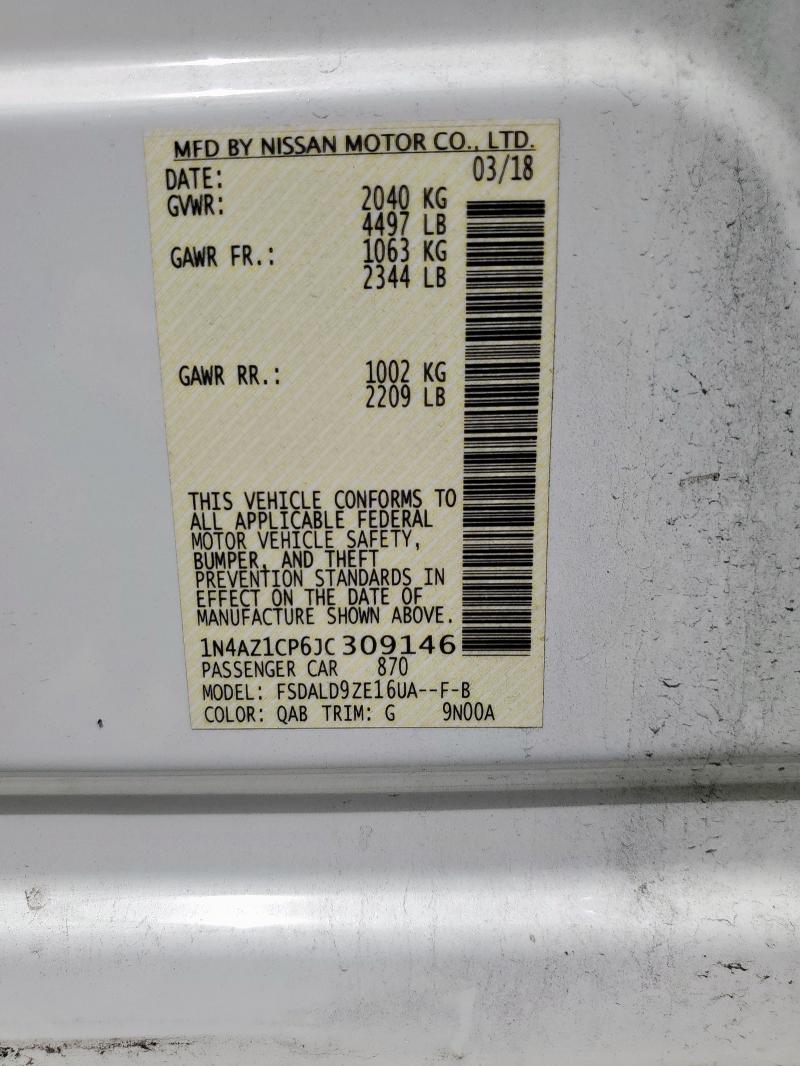 MFD BY NISSAN MOTOR CO., LTD.
DATE: 03/18
GVWR: 2040 KG
4497 LB
GAWR FR.: 1063 KG
2344 LB
GAWR RR.: 1002 KG
2209 LB
THIS VEHICLE CONFORMS TO
ALL APPLICABLE FEDERAL
MOTOR VEHICLE SAFETY,
BUMPER, AND THEFT
PREVENTION STANDARDS IN
EFFECT ON THE DATE OF
MANUFACTURE SHOWN ABOVE.
1N4AZ1CP6JC309146
PASSENGER CAR 870
MODEL: FSDALD9ZE16UA--F-B
COLOR: QAB TRIM: G 9N00A